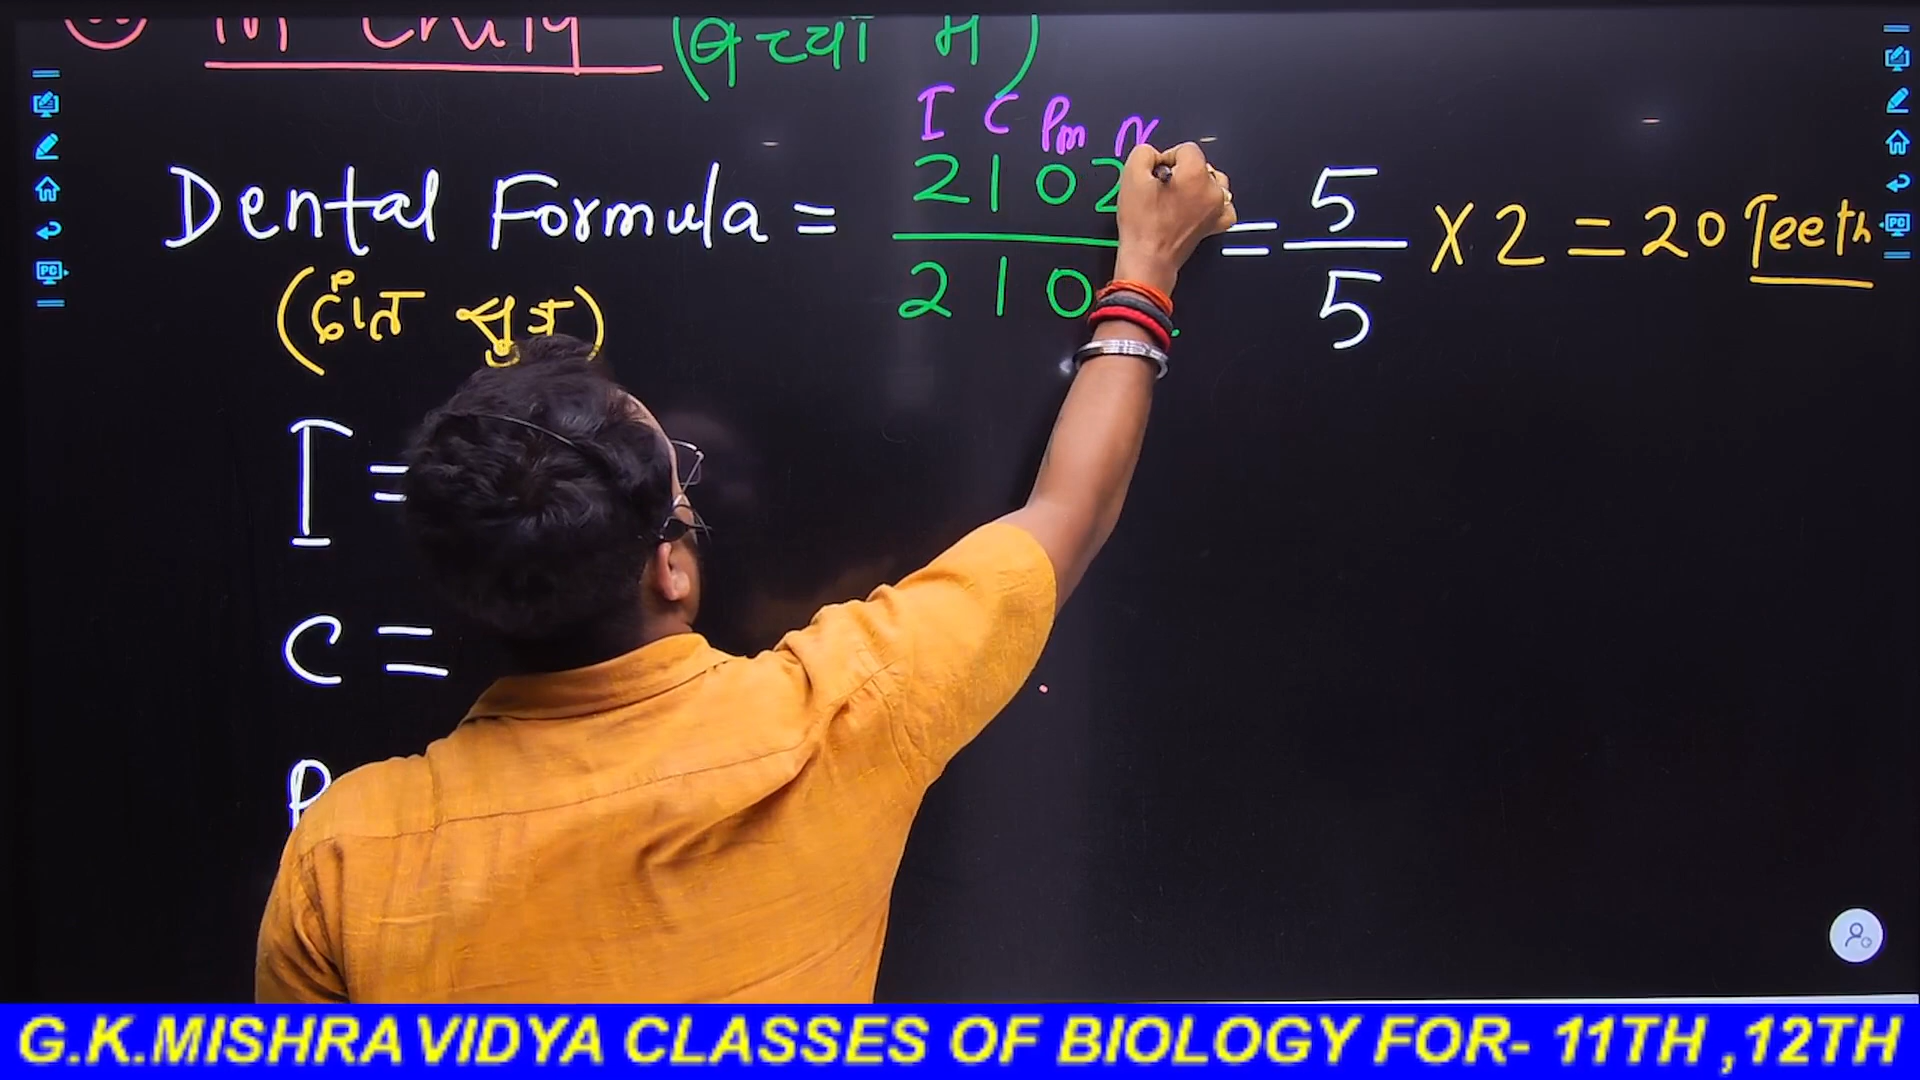 (बच्चों में)
I C Pm
Dental Formula = 2102 = 5 X 2 = 20 Teeth
210 5
(दाँत सूत्र)
I =
C =
P
G.K.MISHRA VIDYA CLASSES OF BIOLOGY FOR- 11TH ,12TH